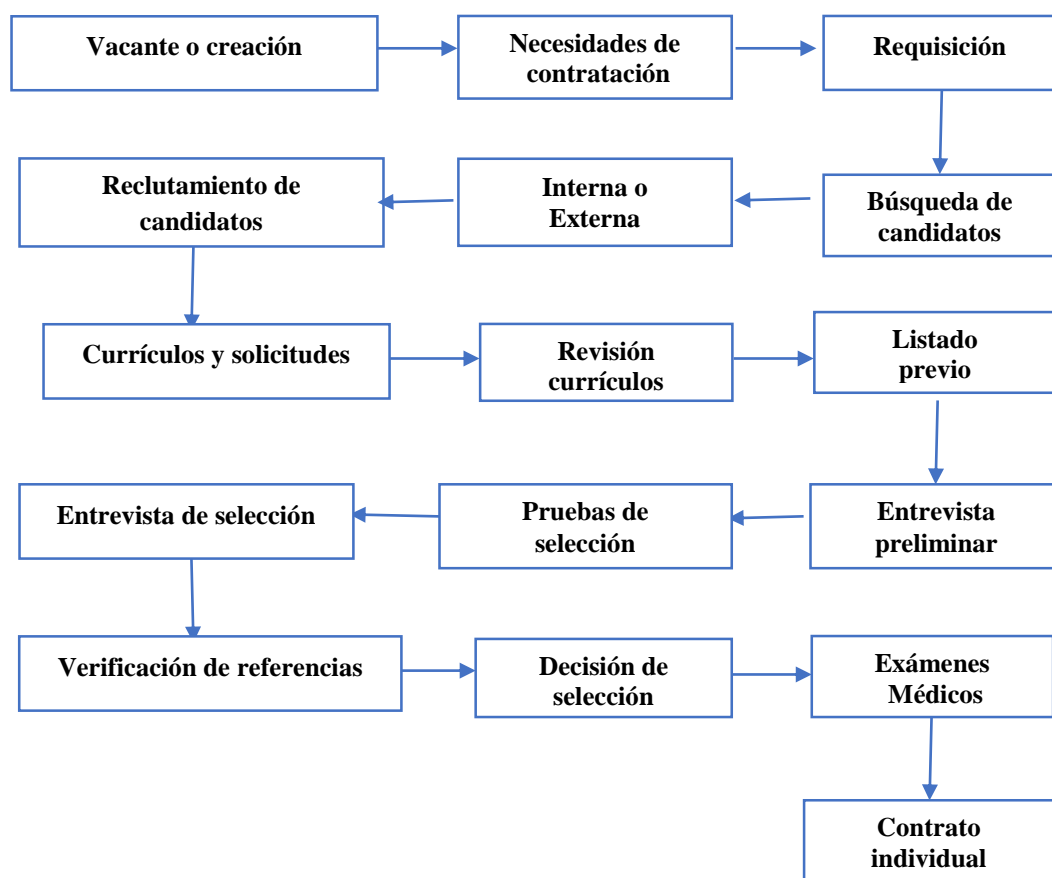 Vacante o creación
Necesidades de
contratación
Requisición
Búsqueda de
candidatos
Interna o
Externa
Reclutamiento de
candidatos
Currículos y solicitudes
Revisión
currículos
Listado
previo
Entrevista
preliminar
Pruebas de
selección
Entrevista de selección
Verificación de referencias
Decisión de
selección
Exámenes
Médicos
Contrato
individual